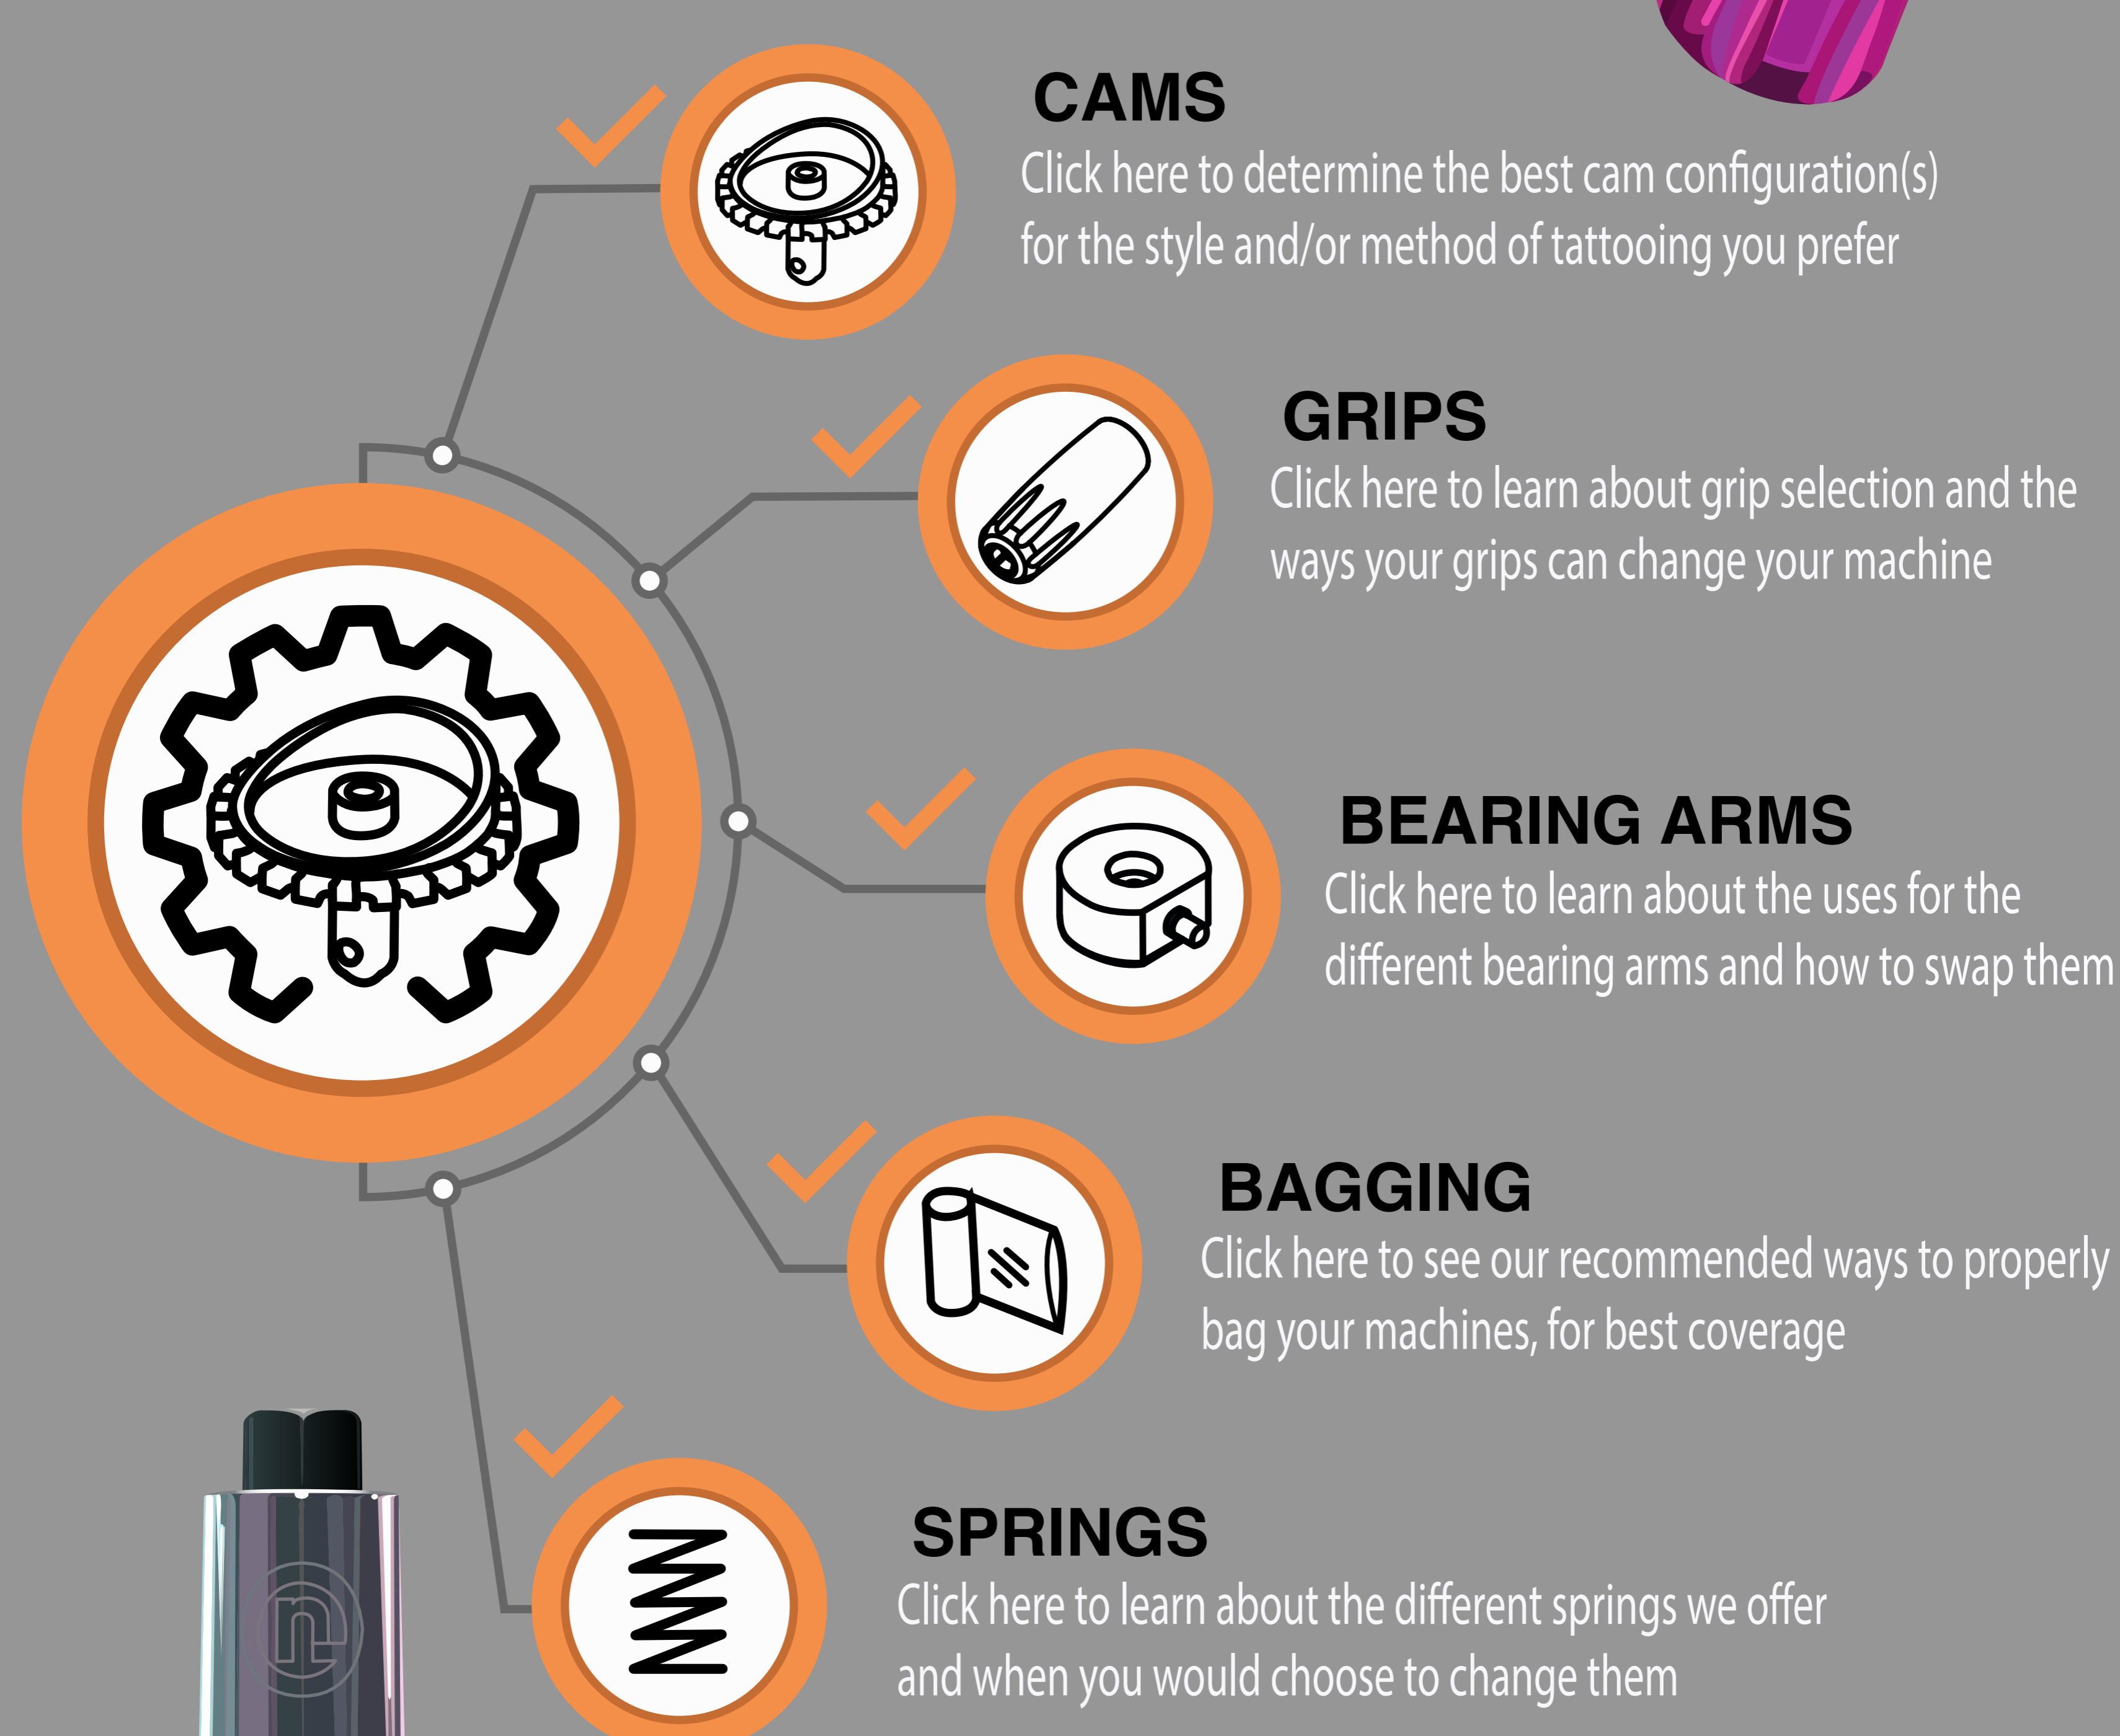 CAMS
Click here to determine the best cam configuration(s)
for the style and/or method of tattooing you prefer
GRIPS
Click here to learn about grip selection and the
ways your grips can change your machine
BEARING ARMS
Click here to learn about the uses for the
different bearing arms and how to swap them
BAGGING
Click here to see our recommended ways to properly
bag your machines, for best coverage
SPRINGS
Click here to learn about the different springs we offer
and when you would choose to change them